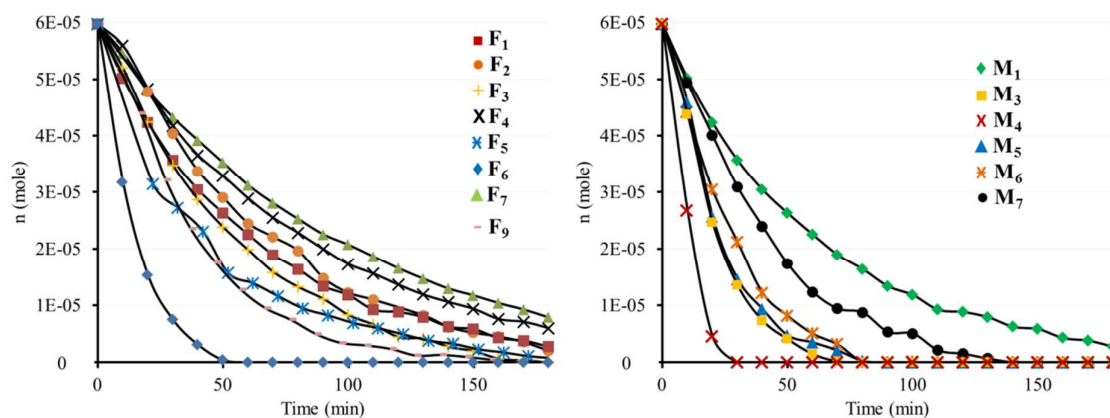 6E-05
5E-05
4E-05
3E-05
2E-05
1E-05
0
n (mole)
0
50
100
150
Time (min)
F1
F2
F3
F4
F5
F6
F7
F9
6E-05
5E-05
4E-05
3E-05
2E-05
1E-05
0
n (mole)
0
50
100
150
Time (min)
M1
M3
M4
M5
M6
M7